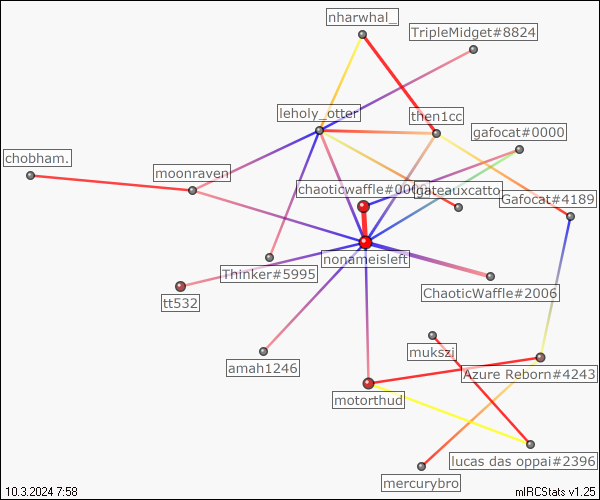 nharwhal_
TripleMidget#8824
leholy_otter
then1cc
gafocat#0000
chobham.
moonraven
chaoticwaffle#0000
gateauxcatto
Gafocat#4189
nonameisleft
Thinker#5995
ChaoticWaffle#2006
tt532
mukszi
amah1246
Azure Reborn#4243
motorthud
lucas das oppai#2396
mercurybro
10.3.2024 7:58
mIRCStats v1.25